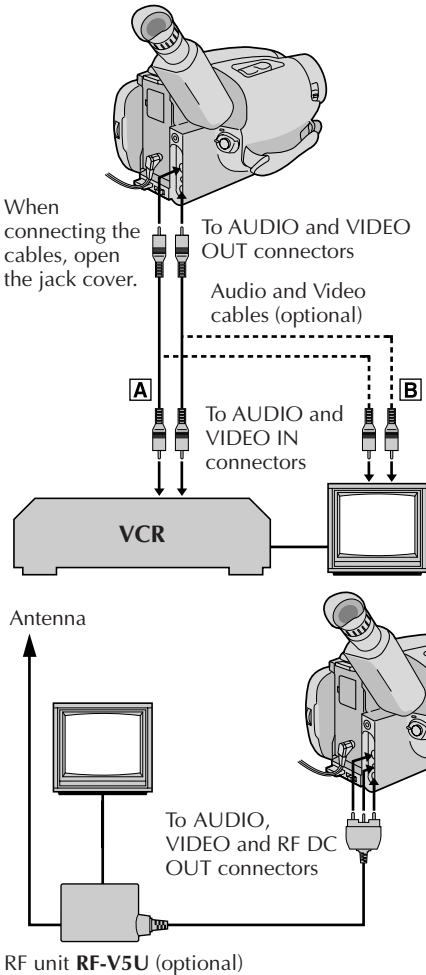 When
connecting the
cables, open
the jack cover.
To AUDIO and VIDEO
OUT connectors
Audio and Video
cables (optional)
A
B
To AUDIO and
VIDEO IN
connectors
VCR
Antenna
To AUDIO,
VIDEO and RF DC
OUT connectors
RF unit RF-V5U (optional)